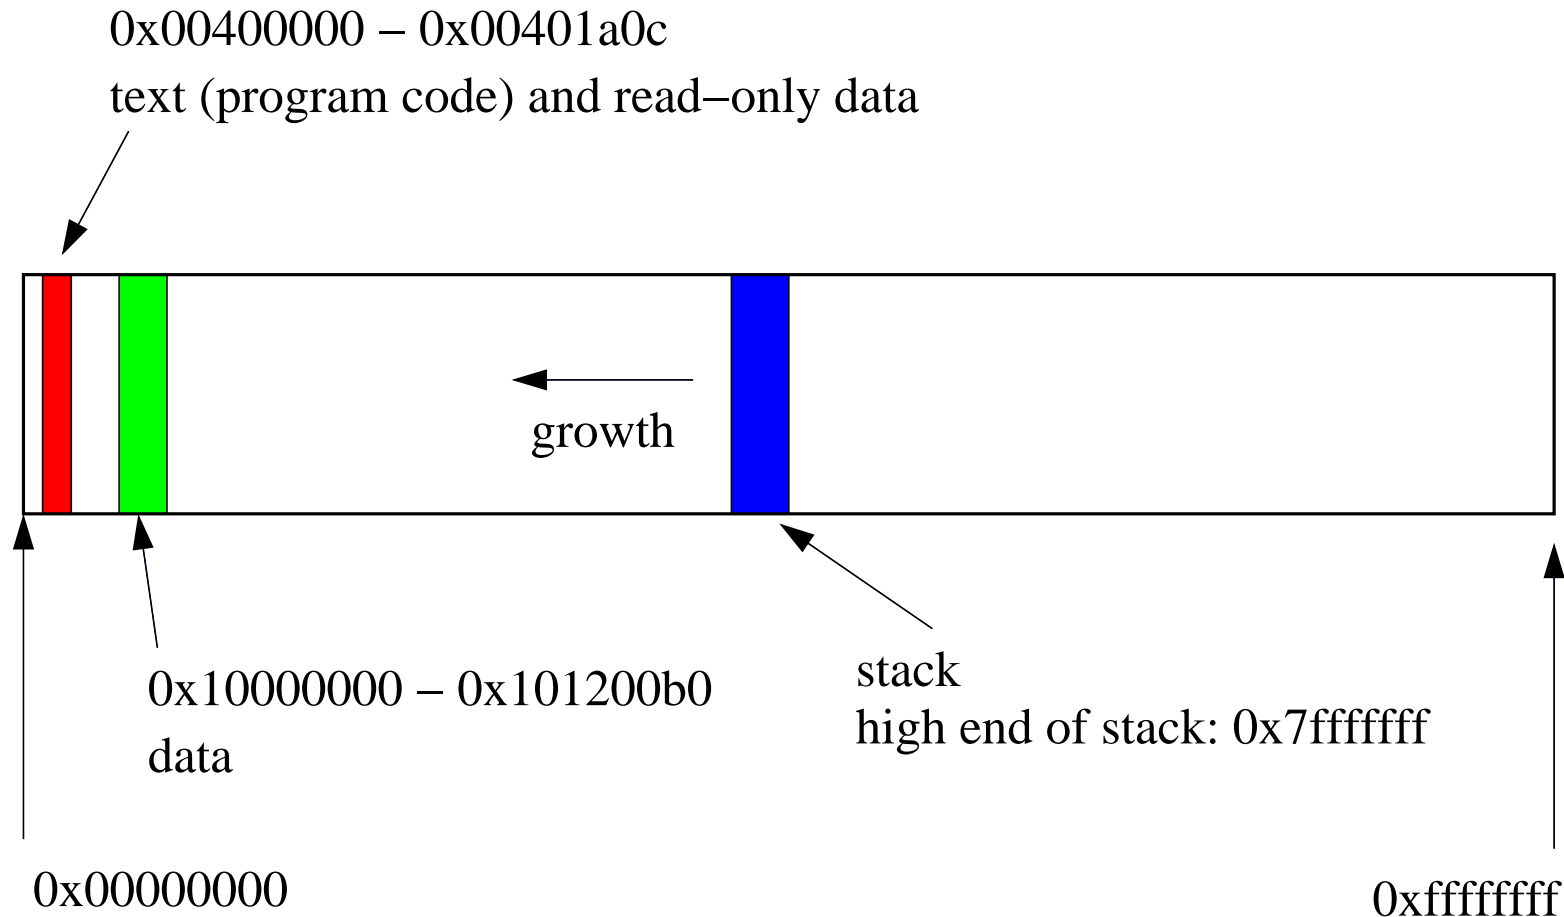 0x00400000 – 0x00401a0c
text (program code) and read–only data
growth
0x10000000 – 0x101200b0
data
stack
high end of stack: 0x7fffffff
0x00000000
0xffffffff